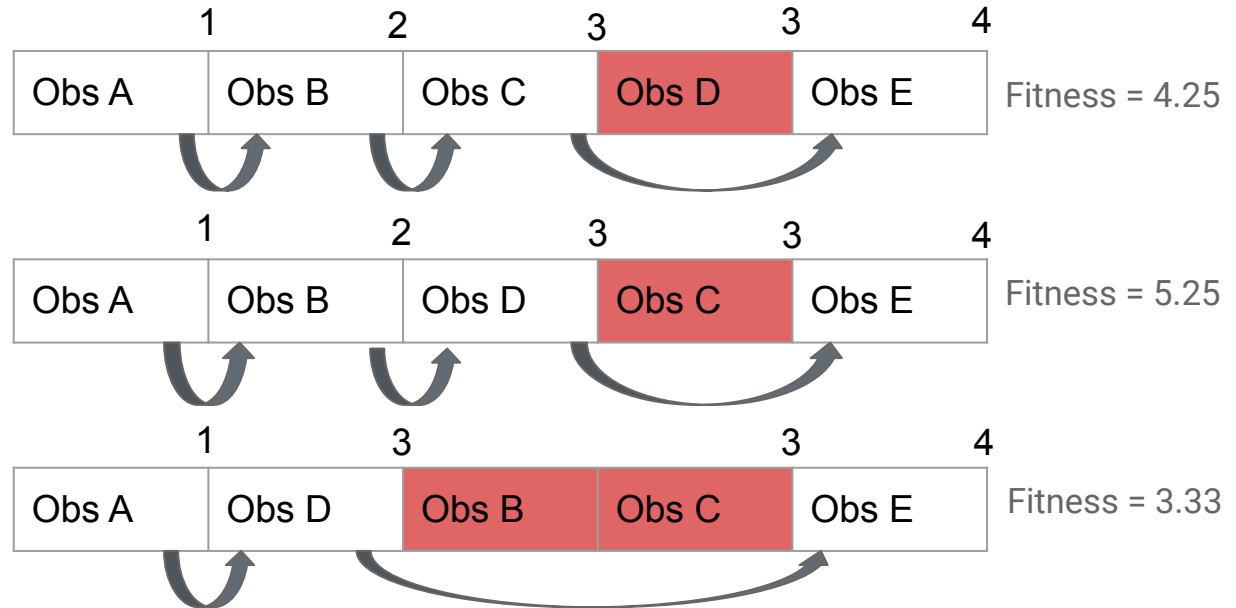 1 2 3 3 4
Obs A Obs B Obs C Obs D Obs E Fitness = 4.25
1 2 3 3 4
Obs A Obs B Obs D Obs C Obs E Fitness = 5.25
1 3 3 4
Obs A Obs D Obs B Obs C Obs E Fitness = 3.33